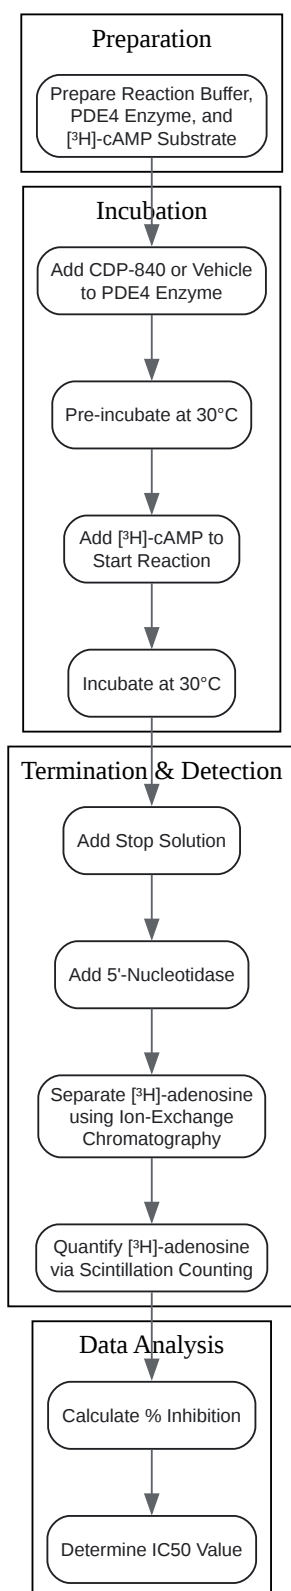 Preparation
Prepare Reaction Buffer,
PDE4 Enzyme, and
[³H]-cAMP Substrate
Incubation
Add CDP-840 or Vehicle
to PDE4 Enzyme
Pre-incubate at 30°C
Add [³H]-cAMP to
Start Reaction
Incubate at 30°C
Termination & Detection
Add Stop Solution
Add 5'-Nucleotidase
Separate [³H]-adenosine
using Ion-Exchange
Chromatography
Quantify [³H]-adenosine
via Scintillation Counting
Data Analysis
Calculate % Inhibition
Determine IC50 Value